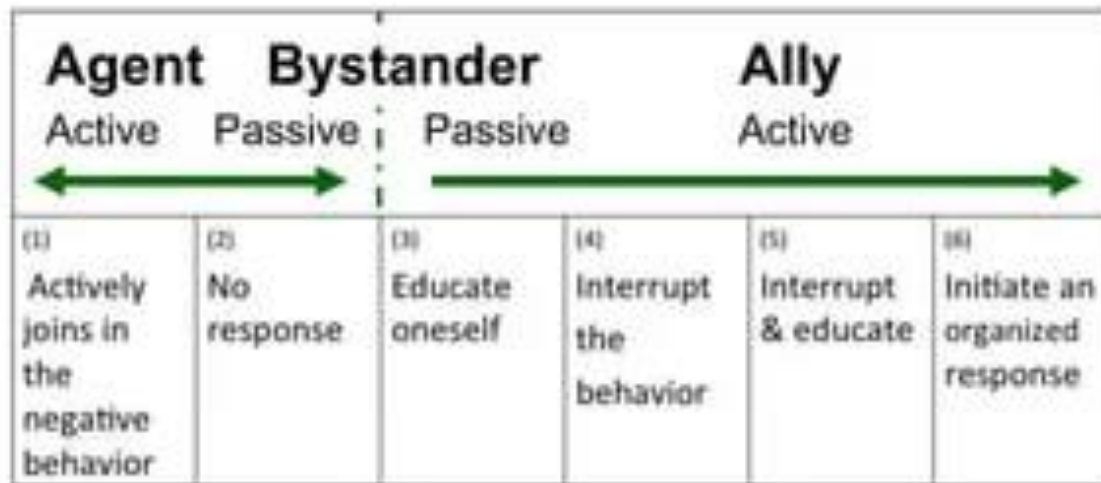 Agent Bystander Ally
Active Passive Passive Active
(1)
Actively
joins in
the
negative
behavior
(2)
No
response
(3)
Educate
oneself
(4)
Interrupt
the
behavior
(5)
Interrupt
& educate
(6)
Initiate an
organized
response